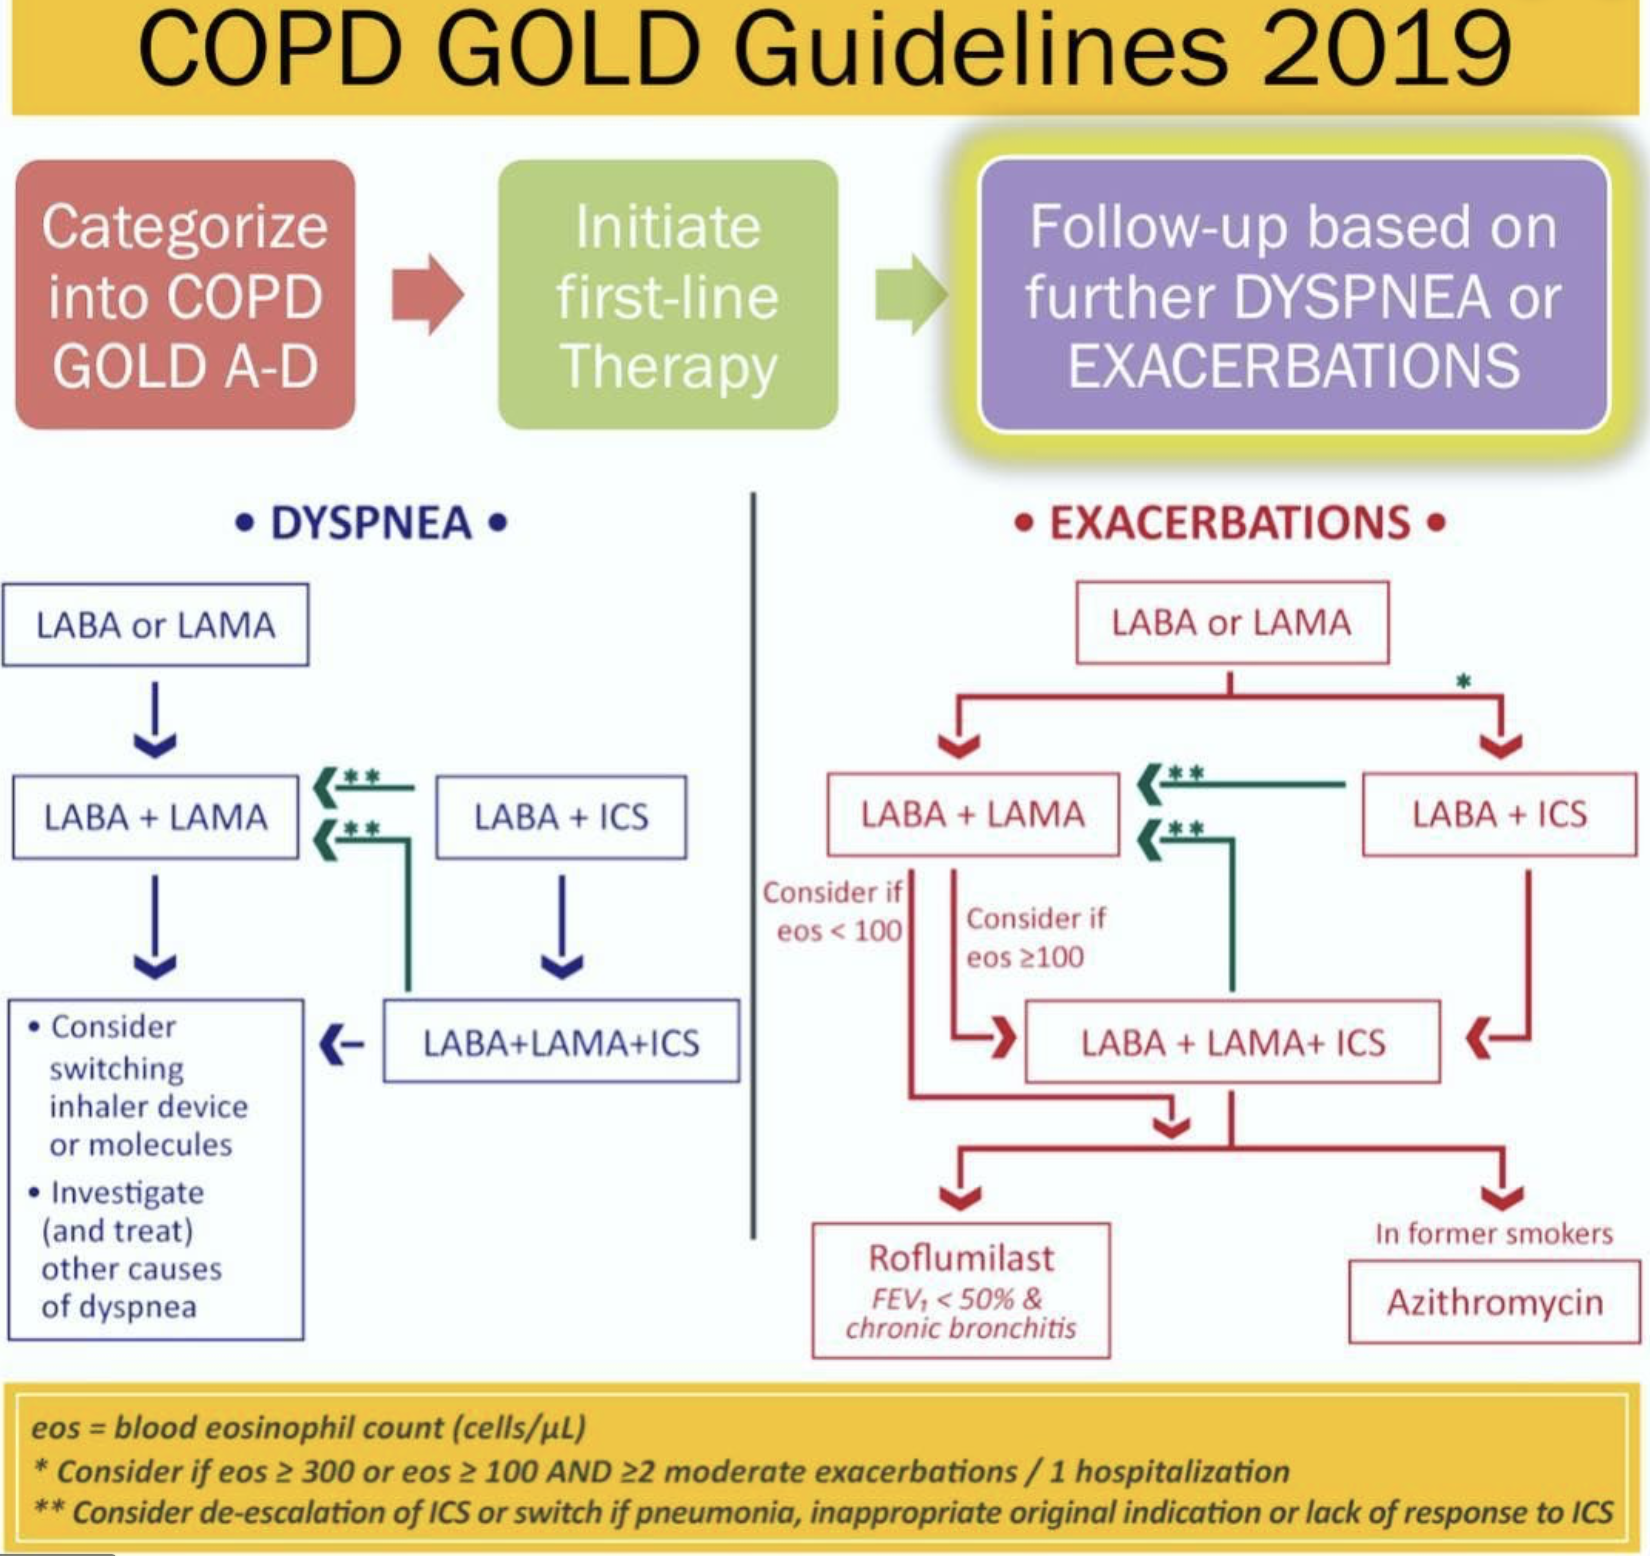 COPD GOLD Guidelines 2019
Categorize
into COPD
GOLD A-D
Initiate
first-line
Therapy
Follow-up based on
further DYSPNEA or
EXACERBATIONS
• DYSPNEA •
LABA or LAMA
LABA + LAMA
**
**
LABA + ICS
• Consider
switching
inhaler device
or molecules
• Investigate
(and treat)
other causes
of dyspnea
LABA+LAMA+ICS
• EXACERBATIONS •
LABA or LAMA
*
LABA + LAMA
**
**
LABA + ICS
Consider if
eos < 100
Consider if
eos ≥100
LABA + LAMA+ ICS
Roflumilast
FEV₁ < 50% &
chronic bronchitis
In former smokers
Azithromycin
eos = blood eosinophil count (cells/µL)
* Consider if eos ≥ 300 or eos ≥ 100 AND ≥2 moderate exacerbations / 1 hospitalization
** Consider de-escalation of ICS or switch if pneumonia, inappropriate original indication or lack of response to ICS